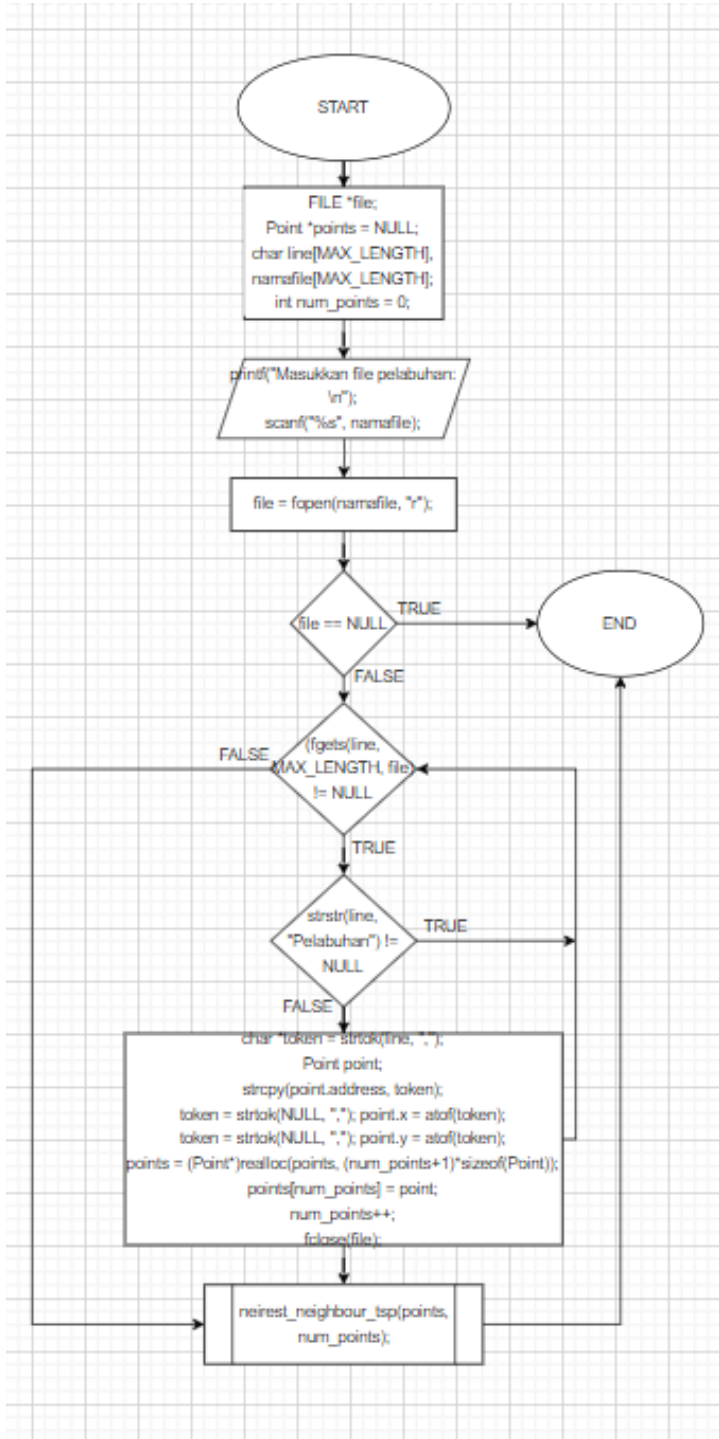 START
FILE *file;
Point *points = NULL;
char line[MAX_LENGTH],
namafile[MAX_LENGTH];
int num_points = 0;
printf("Masukkan file pelabuhan:
\n");
scanf("%s", namafile);
file = fopen(namafile, "r");
file == NULL
TRUE
END
FALSE
(fgets(line,
MAX_LENGTH, file)
!= NULL
FALSE
TRUE
strstr(line,
"Pelabuhan") !=
NULL
TRUE
FALSE
char *token = strtok(line, ",");
Point point;
strcpy(point.address, token);
token = strtok(NULL, ","); point.x = atof(token);
token = strtok(NULL, ","); point.y = atof(token);
points = (Point*)realloc(points, (num_points+1)*sizeof(Point));
points[num_points] = point;
num_points++;
fclose(file);
neirest_neighbour_tsp(points,
num_points);